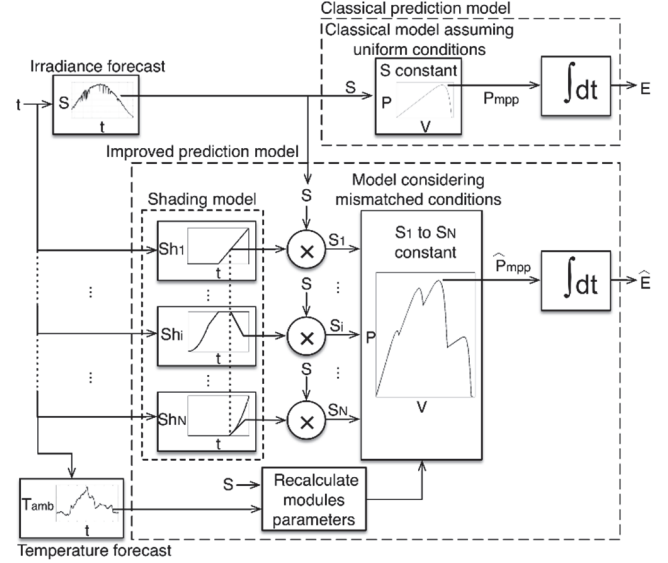 Classical prediction model
Classical model assuming
uniform conditions
Irradiance forecast
S constant
t
S
t
S
P
V
Pmpp
∫dt
E
Improved prediction model
S
Shading model
Model considering
mismatched conditions
Sh1
t
×
S1
S1 to SN
constant
P̂mpp
∫dt
Ê
⋮
⋮
S
⋮
Shi
t
×
Si
P
⋮
⋮
S
⋮
V
ShN
t
×
SN
Tamb
t
S
Recalculate
modules
parameters
Temperature forecast